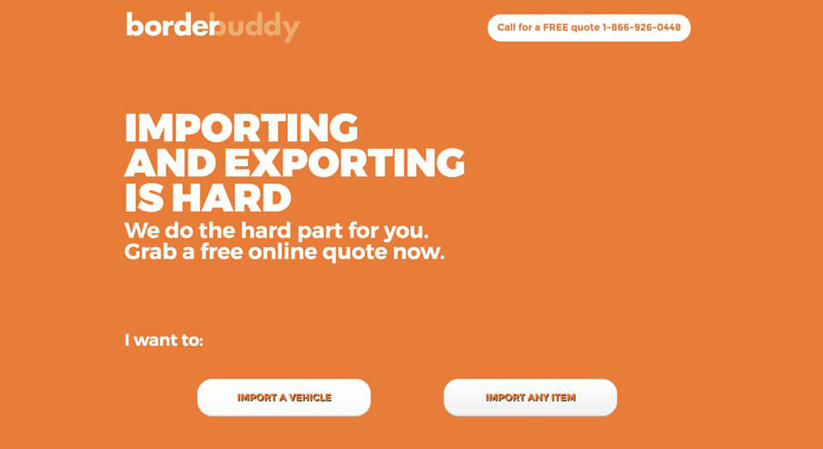 borderbuddy
Call for a FREE quote 1-866-926-0448
IMPORTING
AND EXPORTING
IS HARD
We do the hard part for you.
Grab a free online quote now.
I want to:
IMPORT A VEHICLE
IMPORT ANY ITEM